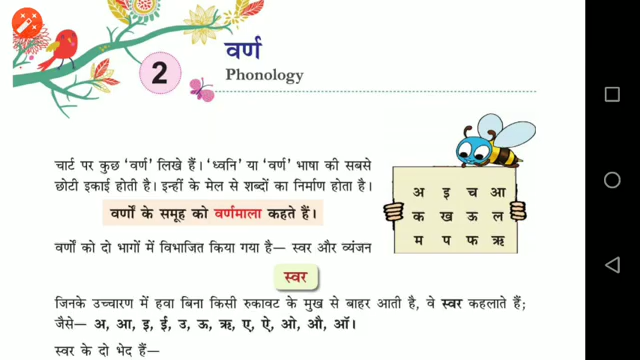 2
वर्ण
Phonology
चार्ट पर कुछ ‘वर्ण’ लिखे हैं। ‘ध्वनि’ या ‘वर्ण’ भाषा की सबसे
छोटी इकाई होती है। इन्हीं के मेल से शब्दों का निर्माण होता है।
वर्णों के समूह को वर्णमाला कहते हैं।
वर्णों को दो भागों में विभाजित किया गया है— स्वर और व्यंजन
अ इ च आ
क ख ऊ ल
म प फ ऋ
स्वर
जिनके उच्चारण में हवा बिना किसी रुकावट के मुख से बाहर आती है, वे स्वर कहलाते हैं;
जैसे— अ, आ, इ, ई, उ, ऊ, ऋ, ए, ऐ, ओ, औ, ऑ।
स्वर के दो भेद हैं—